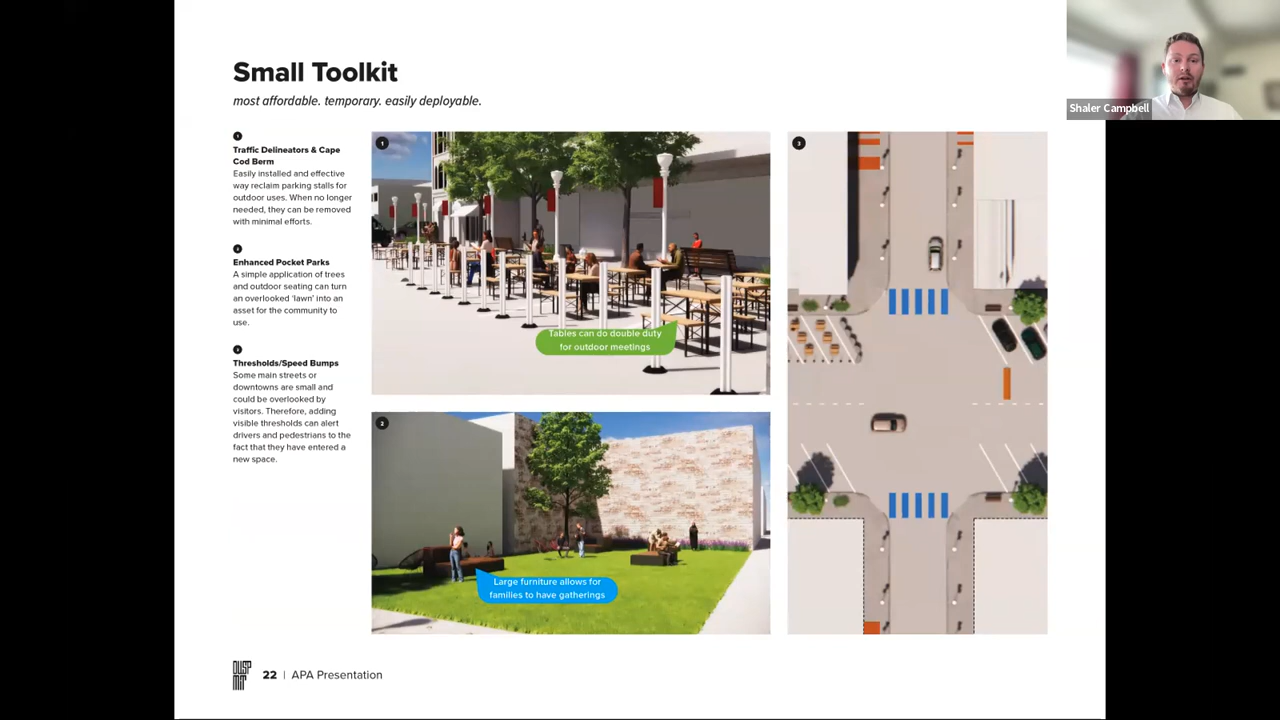 Small Toolkit
most affordable. temporary. easily deployable.
Shaler Campbell
1
Traffic Delineators & Cape
Cod Berm
Easily installed and effective
way reclaim parking stalls for
outdoor uses. When no longer
needed, they can be removed
with minimal efforts.
2
Enhanced Pocket Parks
A simple application of trees
and outdoor seating can turn
an overlooked 'lawn' into an
asset for the community to
use.
3
Thresholds/Speed Bumps
Some main streets or
downtowns are small and
could be overlooked by
visitors. Therefore, adding
visible thresholds can alert
drivers and pedestrians to the
fact that they have entered a
new space.
1
Tables can do double duty
for outdoor meetings
2
Large furniture allows for
families to have gatherings
3
DUSP
MIT
22 | APA Presentation